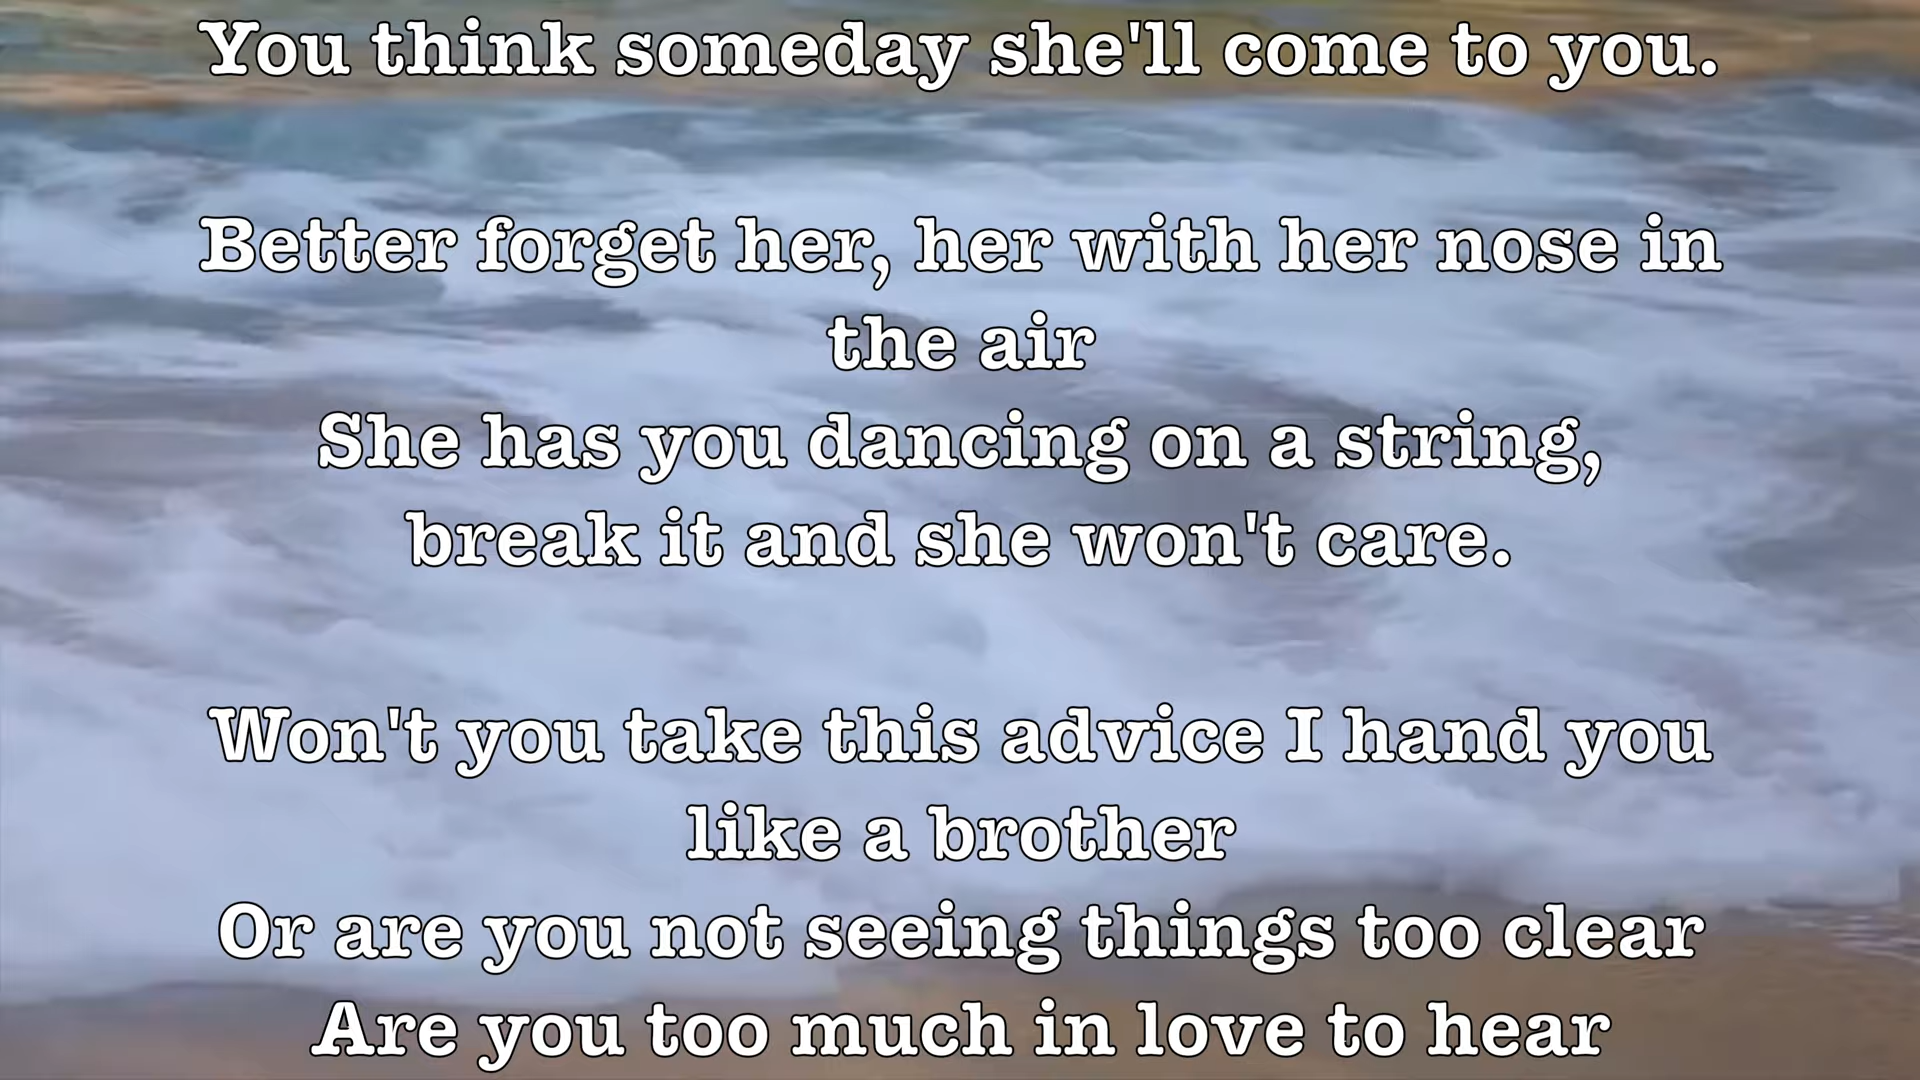 You think someday she'll come to you.
Better forget her, her with her nose in
the air
She has you dancing on a string,
break it and she won't care.
Won't you take this advice I hand you
like a brother
Or are you not seeing things too clear
Are you too much in love to hear